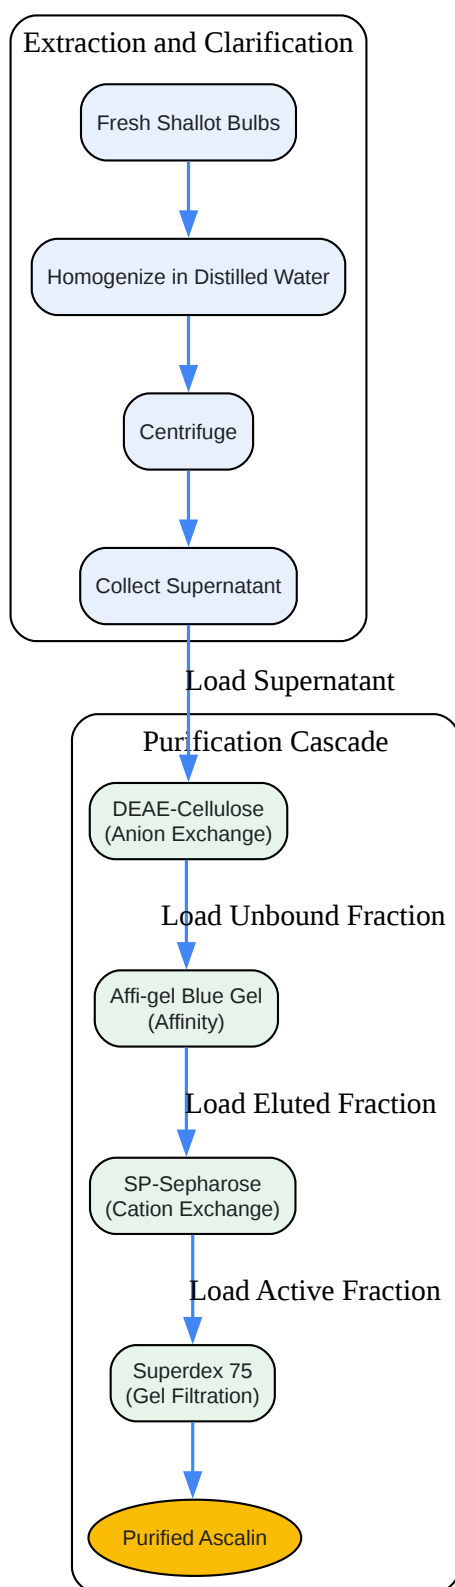 Extraction and Clarification
Fresh Shallot Bulbs
Homogenize in Distilled Water
Centrifuge
Collect Supernatant
Load Supernatant
Purification Cascade
DEAE-Cellulose
(Anion Exchange)
Load Unbound Fraction
Affi-gel Blue Gel
(Affinity)
Load Eluted Fraction
SP-Sepharose
(Cation Exchange)
Load Active Fraction
Superdex 75
(Gel Filtration)
Purified Ascalin